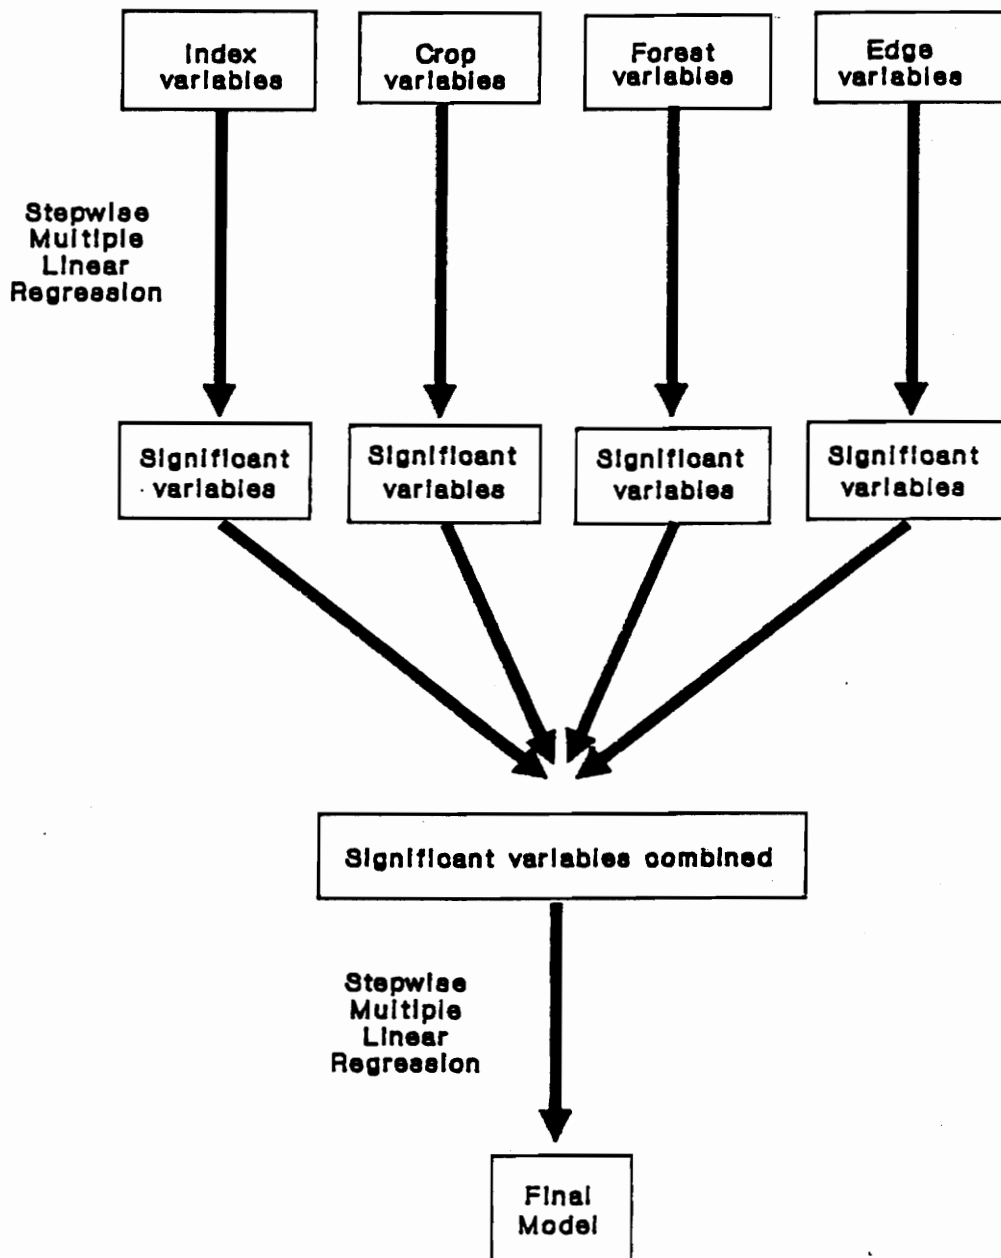 Index
variables
Crop
variables
Forest
variables
Edge
variables
Stepwise
Multiple
Linear
Regression
Significant
variables
Significant
variables
Significant
variables
Significant
variables
Significant variables combined
Stepwise
Multiple
Linear
Regression
Final
Model